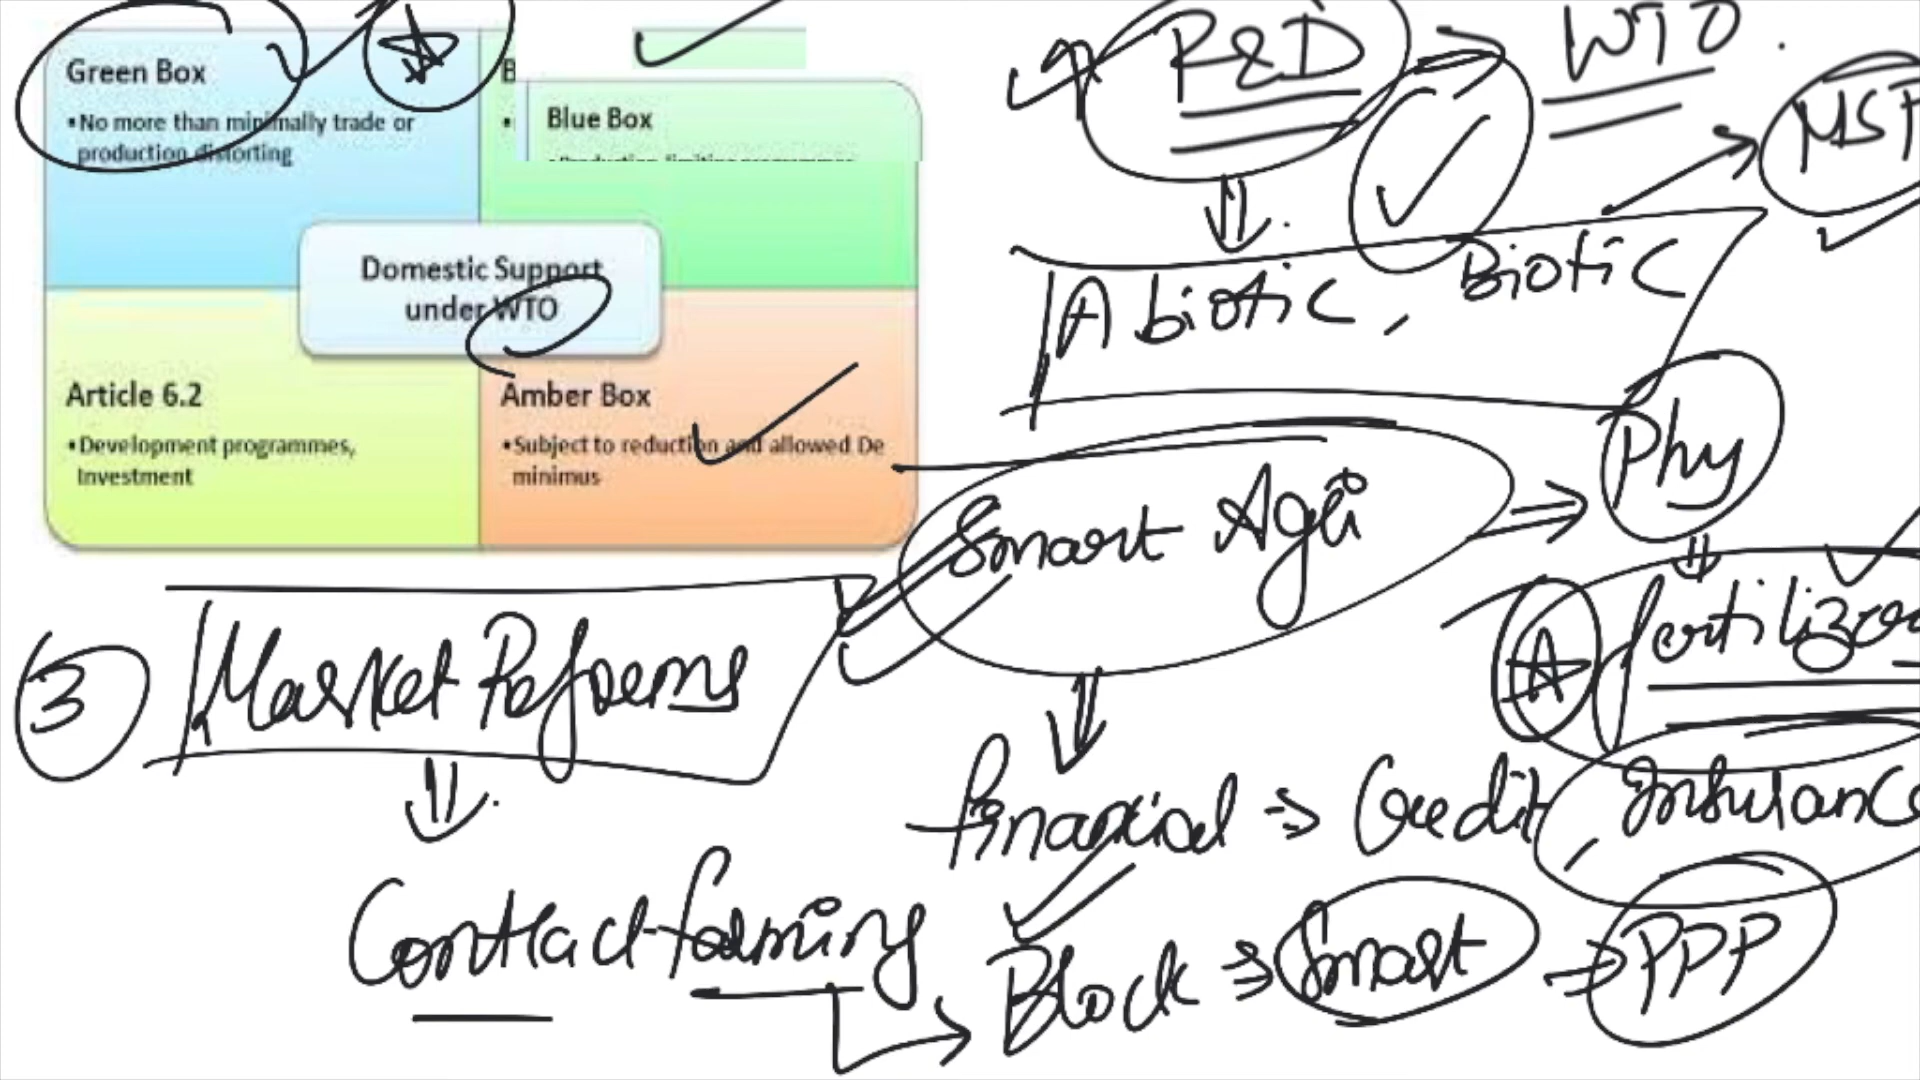 Green Box
•No more than minimally trade or
production distorting
B
Blue Box
Domestic Support
under WTO
Article 6.2
•Development programmes,
Investment
Amber Box
•Subject to reduction and allowed De
minimus
R&D
WTO
MSP
Abiotic, Biotic
Smart Agri
Phy
fertilizer
3
Market Reforms
Financial ⇒ Credit, Insurance
Contract farming
Block ⇒ Smart → PPP